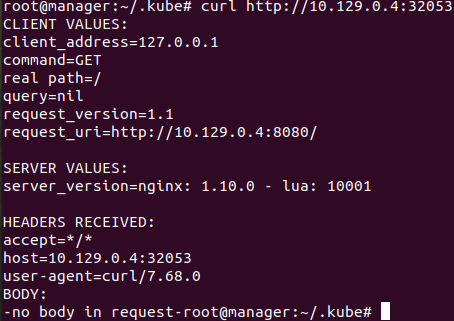 root@manager:~/.kube# curl http://10.129.0.4:32053
CLIENT VALUES:
client_address=127.0.0.1
command=GET
real path=/
query=nil
request_version=1.1
request_uri=http://10.129.0.4:8080/

SERVER VALUES:
server_version=nginx: 1.10.0 - lua: 10001

HEADERS RECEIVED:
accept=*/*
host=10.129.0.4:32053
user-agent=curl/7.68.0
BODY:
-no body in request-root@manager:~/.kube#